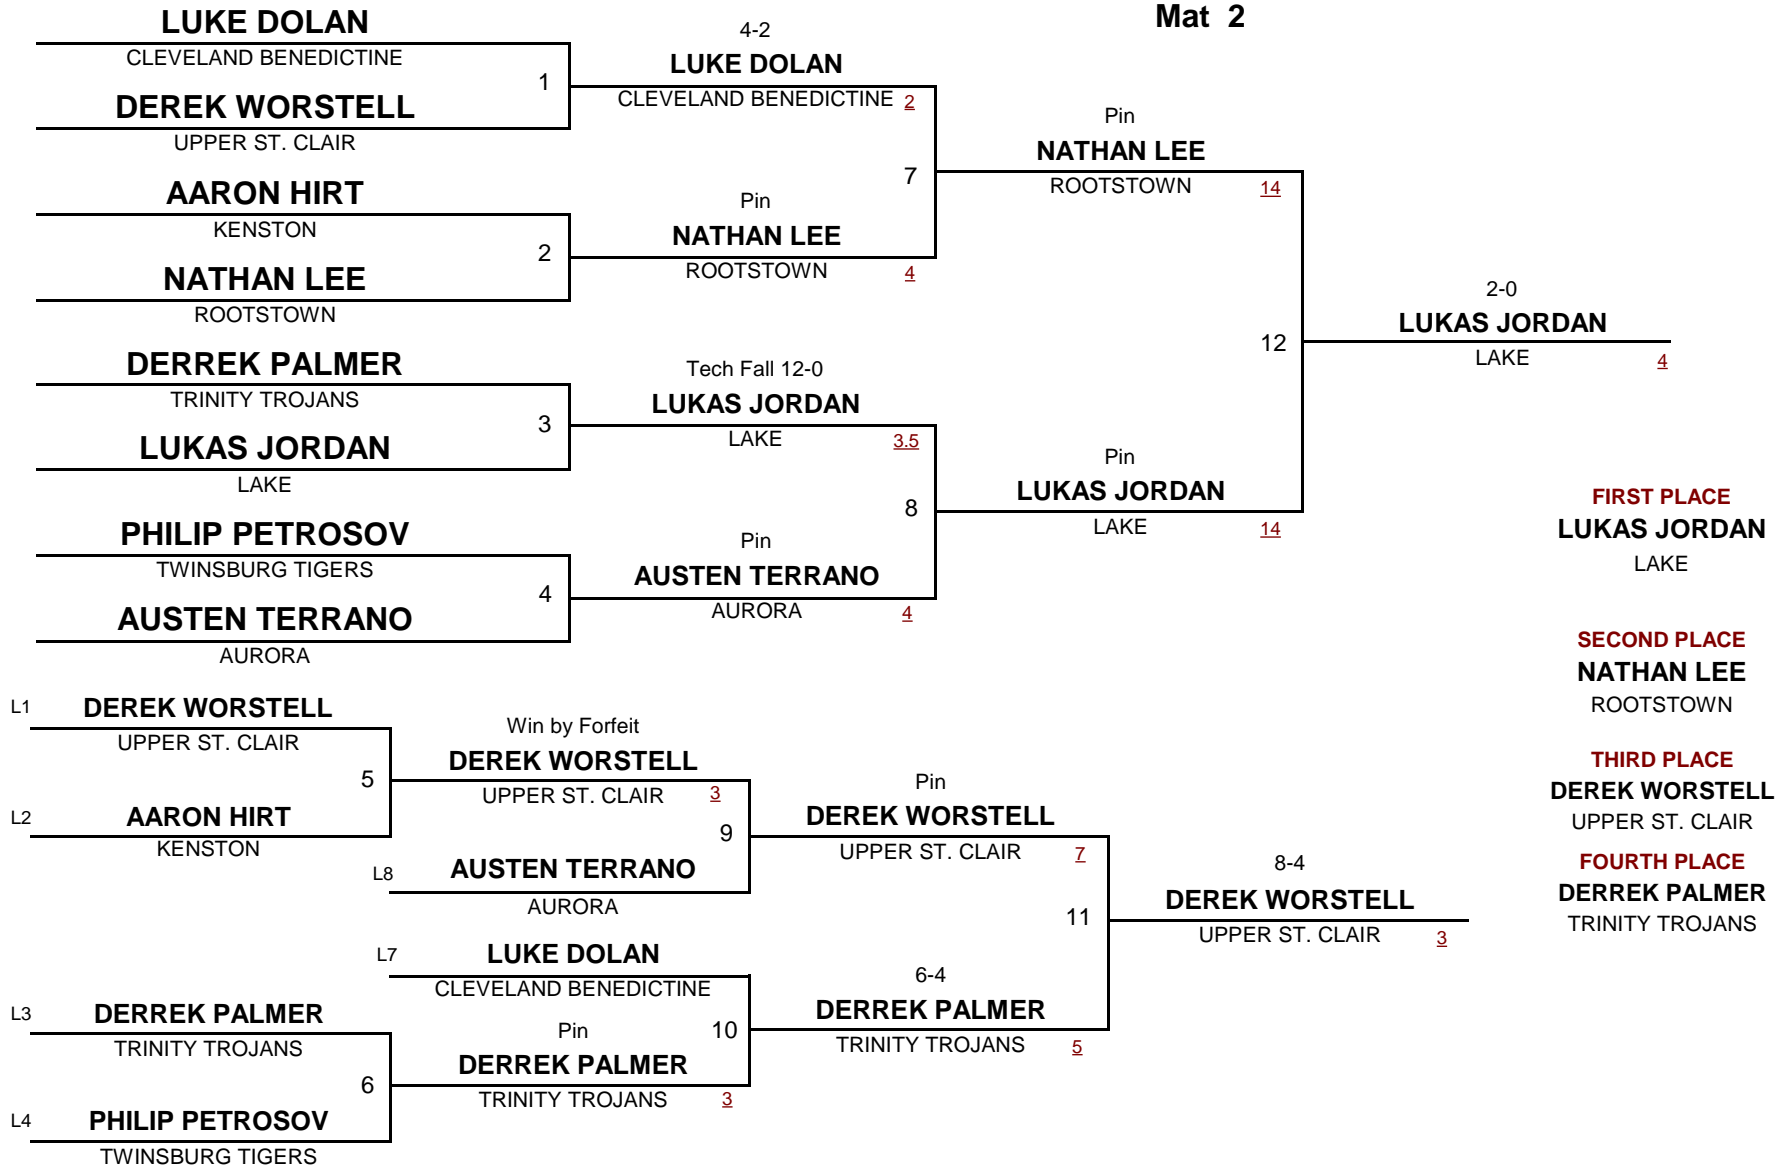 Mat 2
LUKE DOLAN
CLEVELAND BENEDICTINE
1
DEREK WORSTELL
UPPER ST. CLAIR
AARON HIRT
KENSTON
2
NATHAN LEE
ROOTSTOWN
DERREK PALMER
TRINITY TROJANS
3
LUKAS JORDAN
LAKE
PHILIP PETROSOV
TWINSBURG TIGERS
4
AUSTEN TERRANO
AURORA
4-2
LUKE DOLAN
CLEVELAND BENEDICTINE 2
7
Pin
NATHAN LEE
ROOTSTOWN 4
Tech Fall 12-0
LUKAS JORDAN
LAKE 3.5
8
Pin
AUSTEN TERRANO
AURORA 4
Pin
NATHAN LEE
ROOTSTOWN 14
12
Pin
LUKAS JORDAN
LAKE 14
2-0
LUKAS JORDAN
LAKE 4
FIRST PLACE
LUKAS JORDAN
LAKE
SECOND PLACE
NATHAN LEE
ROOTSTOWN
THIRD PLACE
DEREK WORSTELL
UPPER ST. CLAIR
FOURTH PLACE
DERREK PALMER
TRINITY TROJANS
L1 DEREK WORSTELL
UPPER ST. CLAIR
5
L2 AARON HIRT
KENSTON
L3 DERREK PALMER
TRINITY TROJANS
6
L4 PHILIP PETROSOV
TWINSBURG TIGERS
Win by Forfeit
DEREK WORSTELL
UPPER ST. CLAIR 3
9
L8 AUSTEN TERRANO
AURORA
L7 LUKE DOLAN
CLEVELAND BENEDICTINE
10
Pin
DERREK PALMER
TRINITY TROJANS 3
Pin
DEREK WORSTELL
UPPER ST. CLAIR 7
11
6-4
DERREK PALMER
TRINITY TROJANS 5
8-4
DEREK WORSTELL
UPPER ST. CLAIR 3